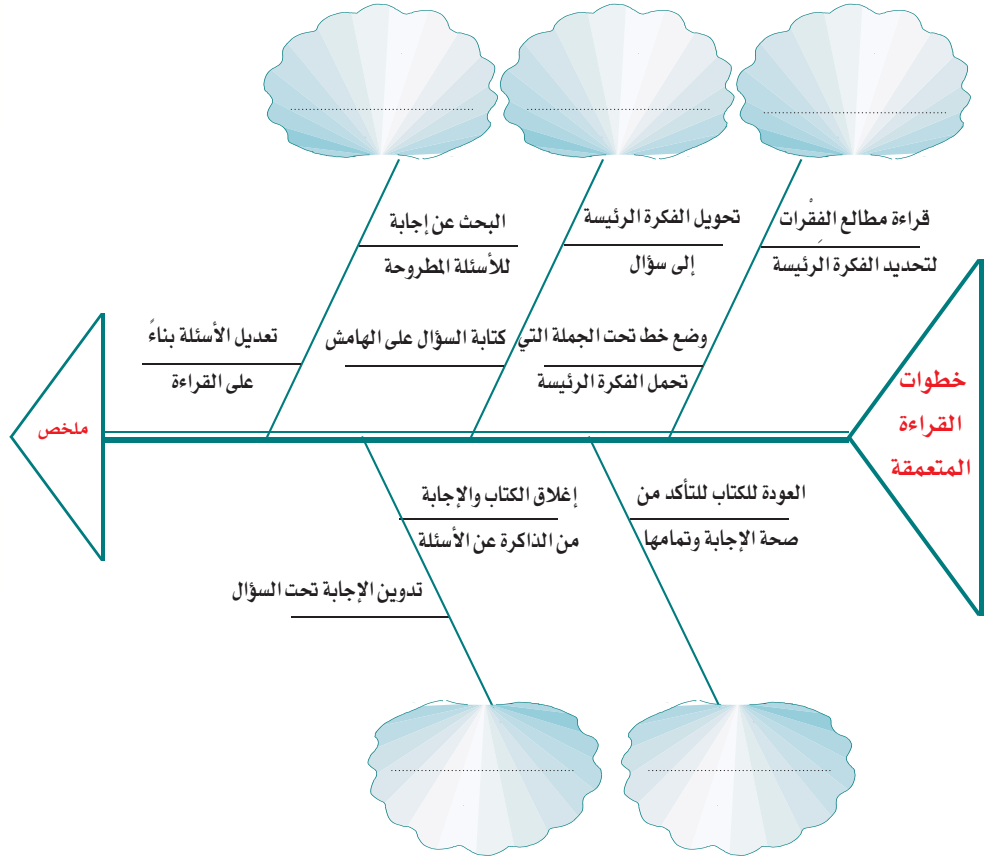 خطوات
القراءة
المتعمقة
قراءة مطالع الفقْرات
لتحديد الفكرة الرئيسة
وضع خط تحت الجملة التي
تحمل الفكرة الرئيسة
تحويل الفكرة الرئيسة
إلى سؤال
كتابة السؤال على الهامش
البحث عن إجابة
للأسئلة المطروحة
تعديل الأسئلة بناءً
على القراءة
العودة للكتاب للتأكد من
صحة الإجابة وتمامها
إغلاق الكتاب والإجابة
من الذاكرة عن الأسئلة
تدوين الإجابة تحت السؤال
ملخص